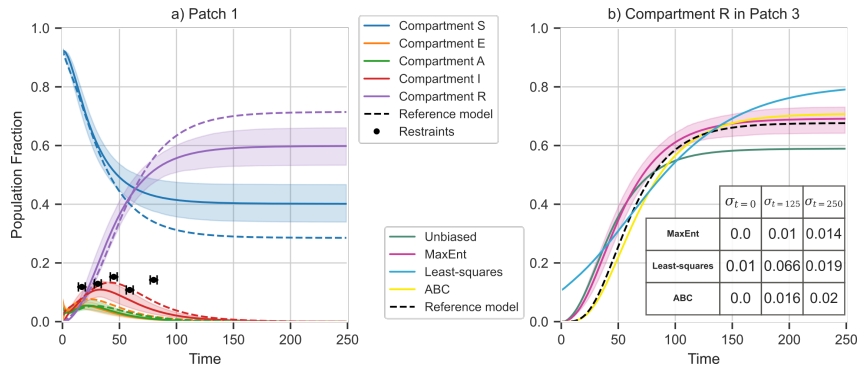 a) Patch 1
1.0
0.8
0.6
0.4
0.2
0.0
Population Fraction
0 50 100 150 200 250
Time
Compartment S
Compartment E
Compartment A
Compartment I
Compartment R
Reference model
Restraints
Unbiased
MaxEnt
Least-squares
ABC
Reference model
b) Compartment R in Patch 3
1.0
0.8
0.6
0.4
0.2
0.0
0 50 100 150 200 250
Time
σt=0 σt=125 σt=250
MaxEnt 0.0 0.01 0.014
Least-squares 0.01 0.066 0.019
ABC 0.0 0.016 0.02